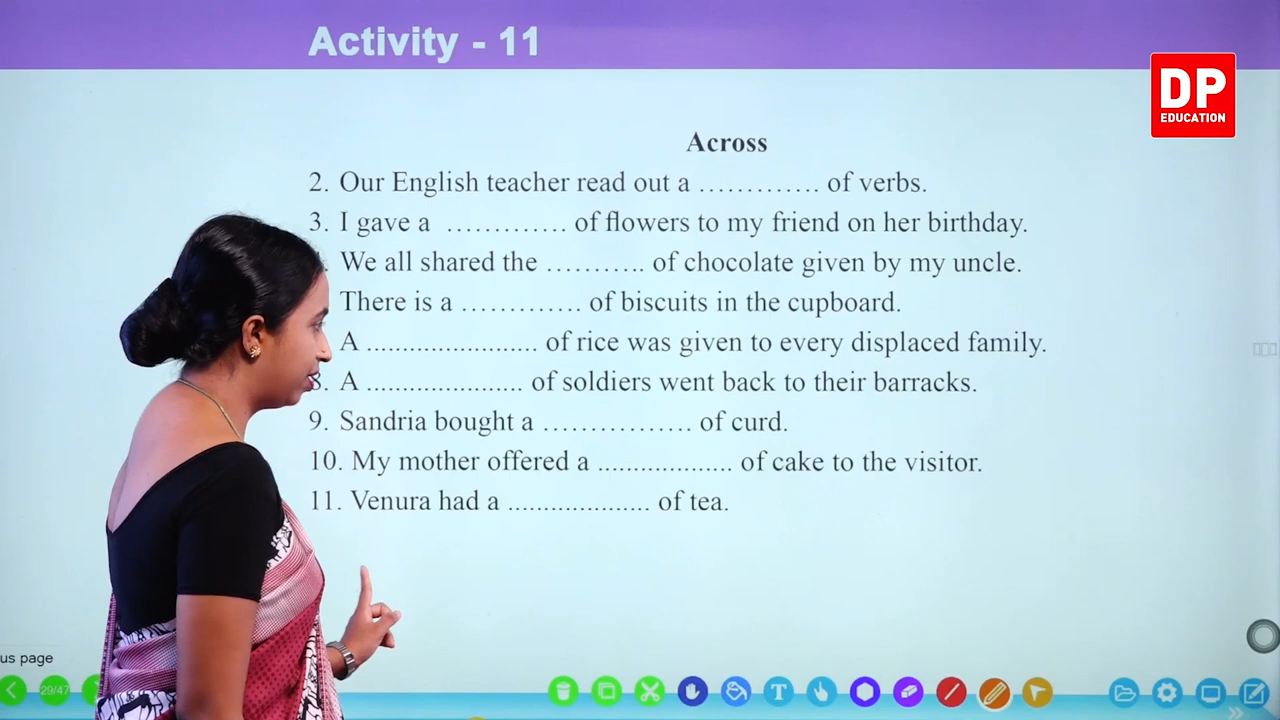 Activity - 11
DP
EDUCATION
Across
2. Our English teacher read out a ............. of verbs.
3. I gave a ............. of flowers to my friend on her birthday.
We all shared the ........... of chocolate given by my uncle.
There is a ............. of biscuits in the cupboard.
A ........................ of rice was given to every displaced family.
8. A ...................... of soldiers went back to their barracks.
9. Sandria bought a ................ of curd.
10. My mother offered a ................... of cake to the visitor.
11. Venura had a .................... of tea.
us page
29/47
T